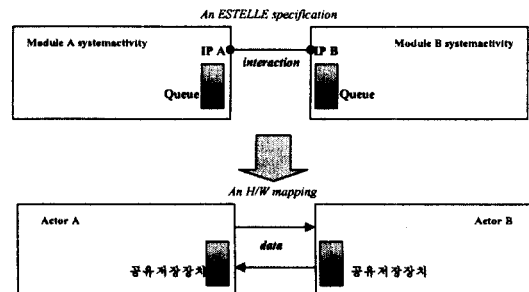 An ESTELLE specification
Module A systemactivity
Module B systemactivity
IP A
IP B
interaction
Queue
Queue
An H/W mapping
Actor A
Actor B
data
공유저장장치
공유저장장치